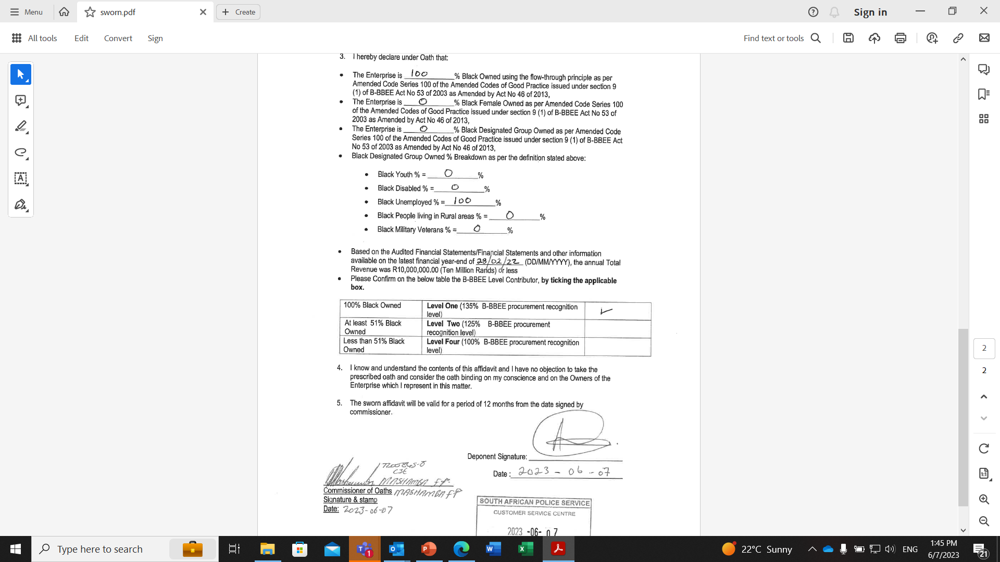 Menu
sworn.pdf
Create
Sign in
All tools
Edit
Convert
Sign
Find text or tools
3. I hereby declare under Oath that:
• The Enterprise is 100 % Black Owned using the flow-through principle as per
Amended Code Series 100 of the Amended Codes of Good Practice issued under section 9
(1) of B-BBEE Act No 53 of 2003 as Amended by Act No 46 of 2013,
• The Enterprise is 0 % Black Female Owned as per Amended Code Series 100
of the Amended Codes of Good Practice issued under section 9 (1) of B-BBEE Act No 53 of
2003 as Amended by Act No 46 of 2013,
• The Enterprise is 0 % Black Designated Group Owned as per Amended Code
Series 100 of the Amended Codes of Good Practice issued under section 9 (1) of B-BBEE Act
No 53 of 2003 as Amended by Act No 46 of 2013,
• Black Designated Group Owned % Breakdown as per the definition stated above:
• Black Youth % = 0 %
• Black Disabled % = 0 %
• Black Unemployed % = 100 %
• Black People living in Rural areas % = 0 %
• Black Military Veterans % = 0 %
• Based on the Audited Financial Statements/Financial Statements and other information
available on the latest financial year-end of 28/02/22 (DD/MM/YYYY), the annual Total
Revenue was R10,000,000.00 (Ten Million Rands) or less
• Please Confirm on the below table the B-BBEE Level Contributor, by ticking the applicable
box.
100% Black Owned Level One (135% B-BBEE procurement recognition
level) ✓
At least 51% Black Level Two (125% B-BBEE procurement
Owned recognition level)
Less than 51% Black Level Four (100% B-BBEE procurement recognition
Owned level)
4. I know and understand the contents of this affidavit and I have no objection to take the
prescribed oath and consider the oath binding on my conscience and on the Owners of the
Enterprise which I represent in this matter.
5. The sworn affidavit will be valid for a period of 12 months from the date signed by
commissioner.
Deponent Signature:
Date : 2023 - 06 - 07
CSE
MASHAMBA F.P.
Commissioner of Oaths MASHAMBA F.P
Signature & stamp
Date: 2023-06-07
SOUTH AFRICAN POLICE SERVICE
CUSTOMER SERVICE CENTRE
2023 -06- 07
2
2
Type here to search
1
22°C Sunny
ENG
1:45 PM
6/7/2023
21